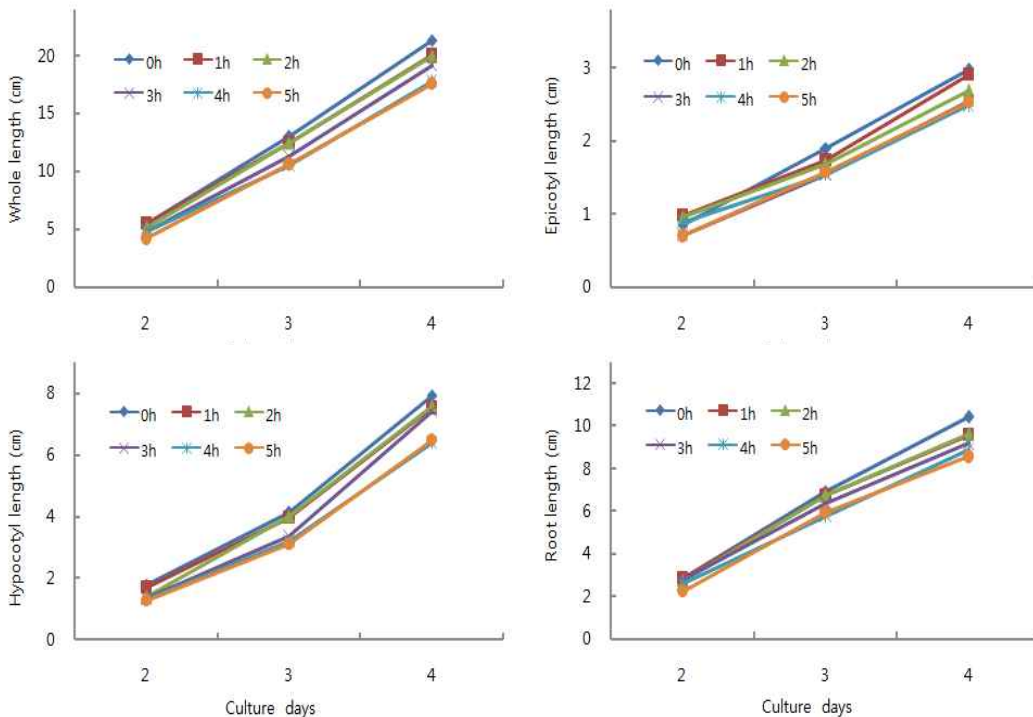 Whole length (cm)
20
15
10
5
0
0h 1h 2h
3h 4h 5h
2 3 4
Epicotyl length (cm)
3
2
1
0
0h 1h 2h
3h 4h 5h
2 3 4
Hypocotyl length (cm)
8
6
4
2
0
0h 1h 2h
3h 4h 5h
2 3 4
Culture days
Root length (cm)
12
10
8
6
4
2
0
0h 1h 2h
3h 4h 5h
2 3 4
Culture days